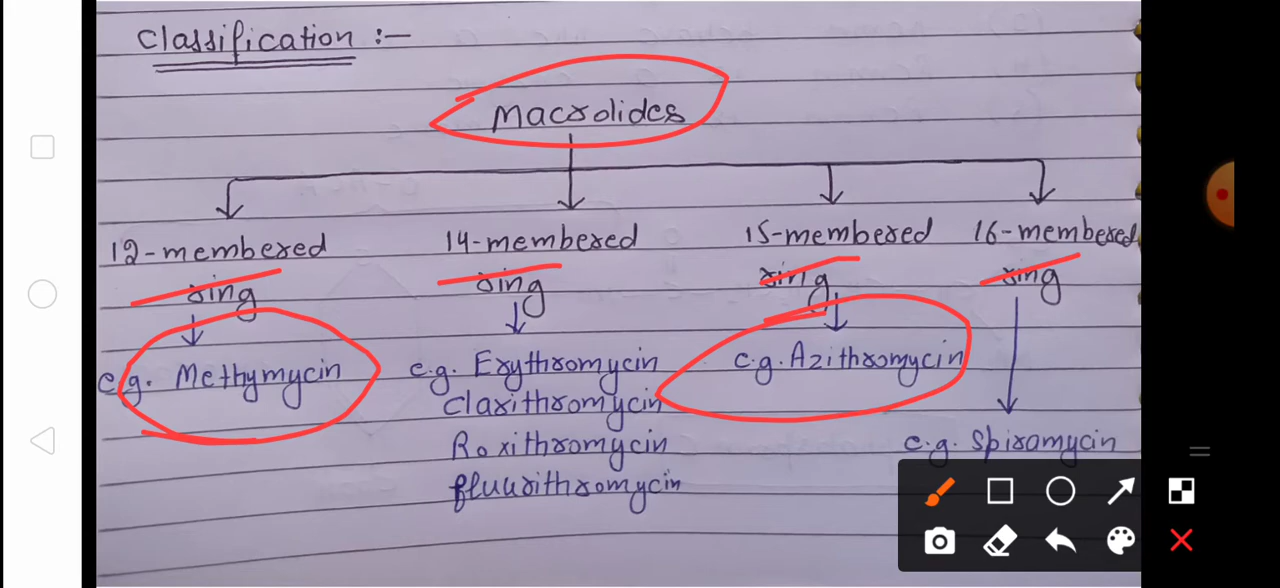 Classification :-
Macrolides
12-membered 14-membered 15-membered 16-membered
ring ring ring ring
e.g. Methymycin e.g. Erythromycin e.g. Azithromycin
Clarithromycin
Roxithromycin e.g. Spiramycin
fluurithromycin